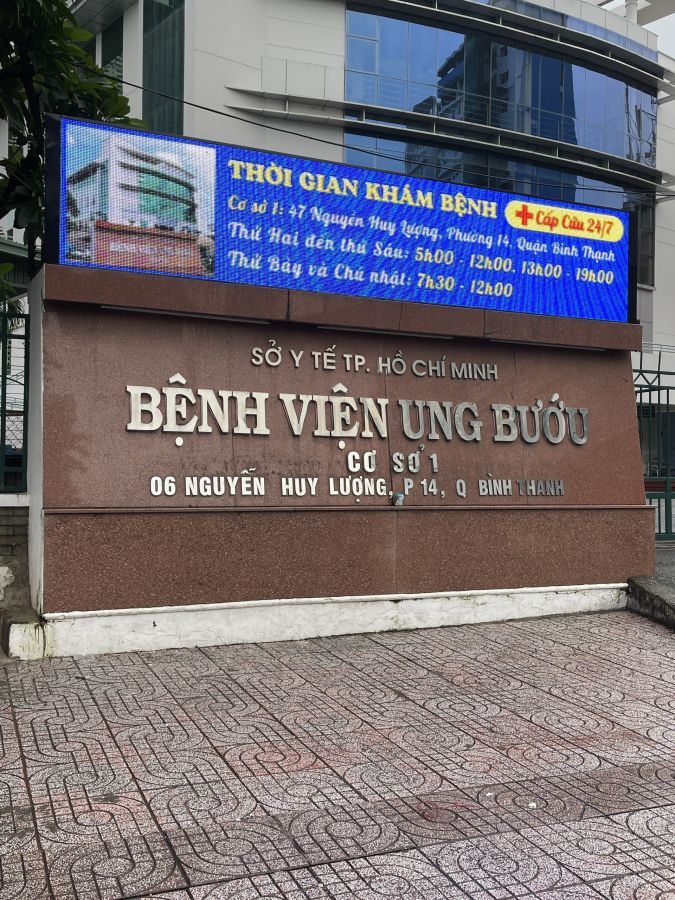 THỜI GIAN KHÁM BỆNH
Cấp Cứu 24/7
Cơ sở 1: 47 Nguyễn Huy Lượng, Phường 14, Quận Bình Thạnh
Thứ Hai đến thứ Sáu: 5h00 - 12h00, 13h00 - 19h00
Thứ Bảy và Chủ nhật: 7h30 - 12h00
SỞ Y TẾ TP. HỒ CHÍ MINH
BỆNH VIỆN UNG BƯỚU
CƠ SỞ 1
06 NGUYỄN HUY LƯỢNG, P 14, Q BÌNH THANH